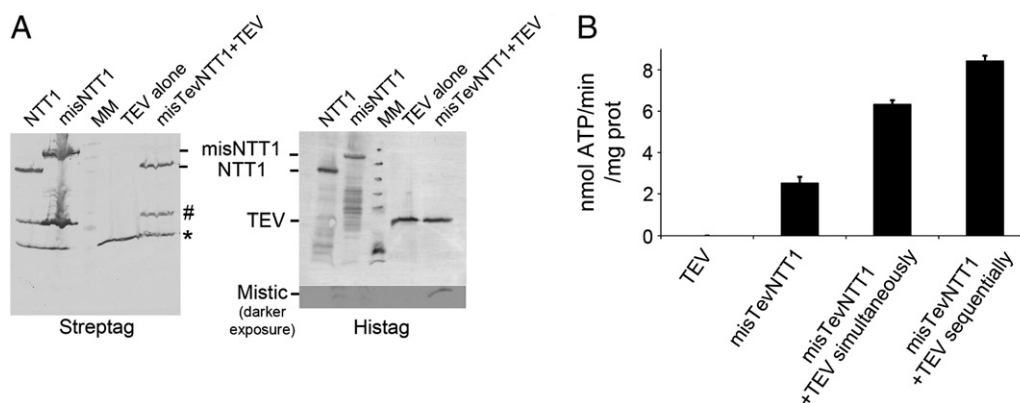 A
NTT1
misNTT1
MM
TEV alone
misTevNTT1+TEV
#
*
Streptag
misNTT1
NTT1
TEV
Mistic
(darker
exposure)
NTT1
misNTT1
MM
TEV alone
misTevNTT1+TEV
Histag
B
nmol ATP/min
/mg prot
8
6
4
2
0
TEV
misTevNTT1
misTevNTT1
+TEV simultaneously
misTevNTT1
+TEV sequentially